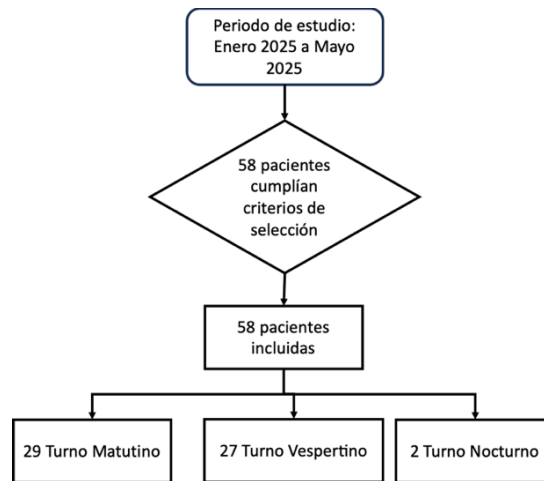 Periodo de estudio:
Enero 2025 a Mayo
2025
58 pacientes
cumplían
criterios de
selección
58 pacientes
incluidas
29 Turno Matutino
27 Turno Vespertino
2 Turno Nocturno